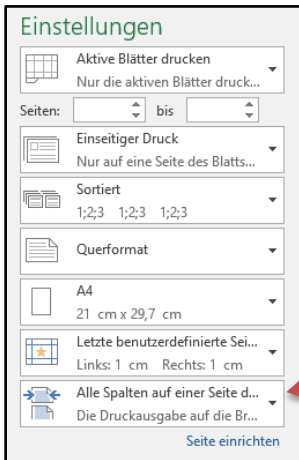 Einstellungen
Aktive Blätter drucken
Nur die aktiven Blätter druck...
Seiten: bis
Einseitiger Druck
Nur auf eine Seite des Blatts...
Sortiert
1;2;3 1;2;3 1;2;3
Querformat
A4
21 cm x 29,7 cm
Letzte benutzerdefinierte Sei...
Links: 1 cm Rechts: 1 cm
Alle Spalten auf einer Seite d...
Die Druckausgabe auf die Br...
Seite einrichten